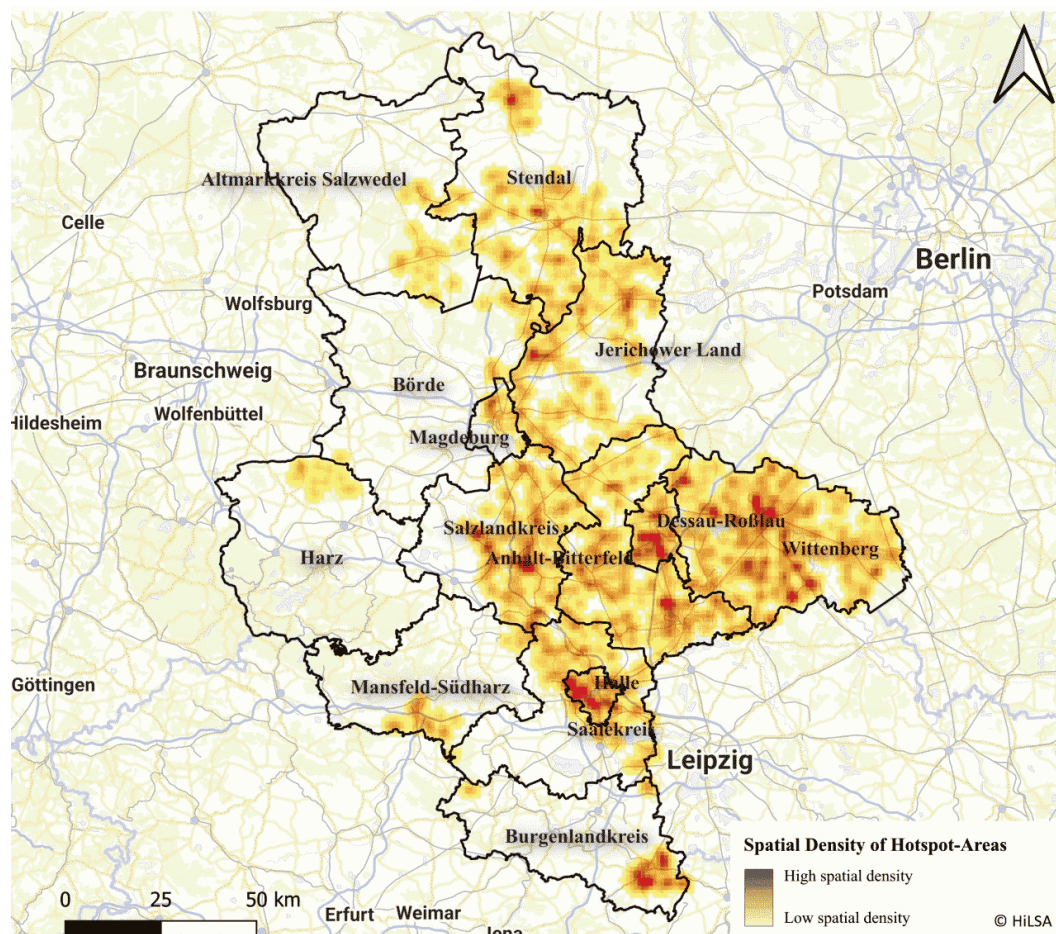 Altmarkkreis Salzwedel
Stendal
Celle
Berlin
Potsdam
Wolfsburg
Jerichower Land
Braunschweig
Börde
Wolfenbüttel
Hildesheim
Magdeburg
Salzlandkreis
Dessau-Roßlau
Wittenberg
Harz
Anhalt-Bitterfeld
Göttingen
Mansfeld-Südharz
Halle
Saalekreis
Leipzig
Burgenlandkreis
Spatial Density of Hotspot-Areas
High spatial density
Low spatial density
0 25 50 km
Erfurt
Weimar
Jena
© HiLSA